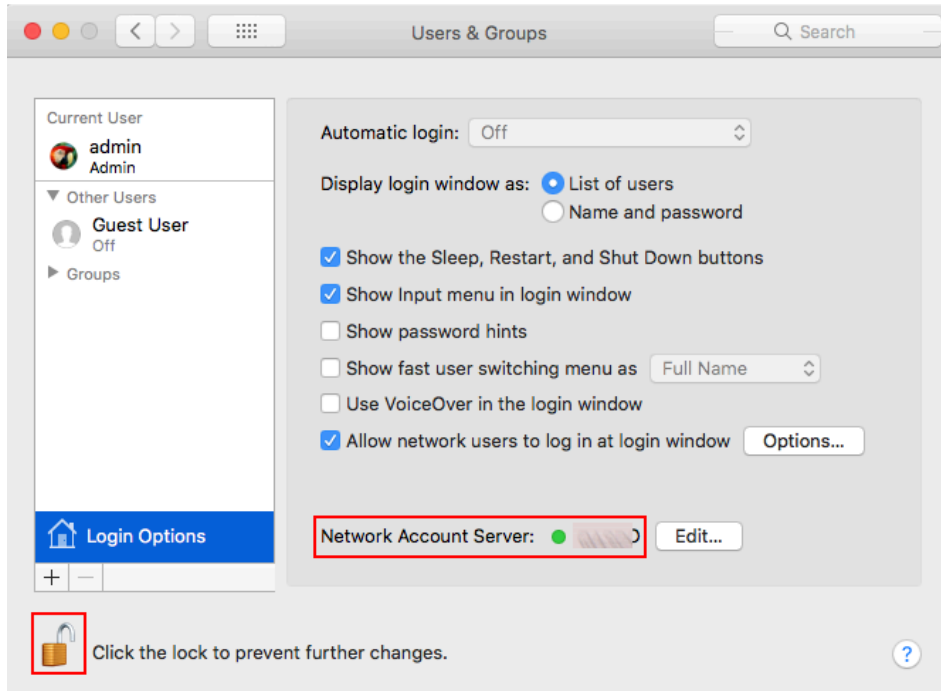 Users & Groups
Search
Current User
admin
Admin
Other Users
Guest User
Off
Groups
Login Options
Automatic login: Off
Display login window as: List of users
Name and password
Show the Sleep, Restart, and Shut Down buttons
Show Input menu in login window
Show password hints
Show fast user switching menu as Full Name
Use VoiceOver in the login window
Allow network users to log in at login window Options...
Network Account Server: Edit...
Click the lock to prevent further changes.
?